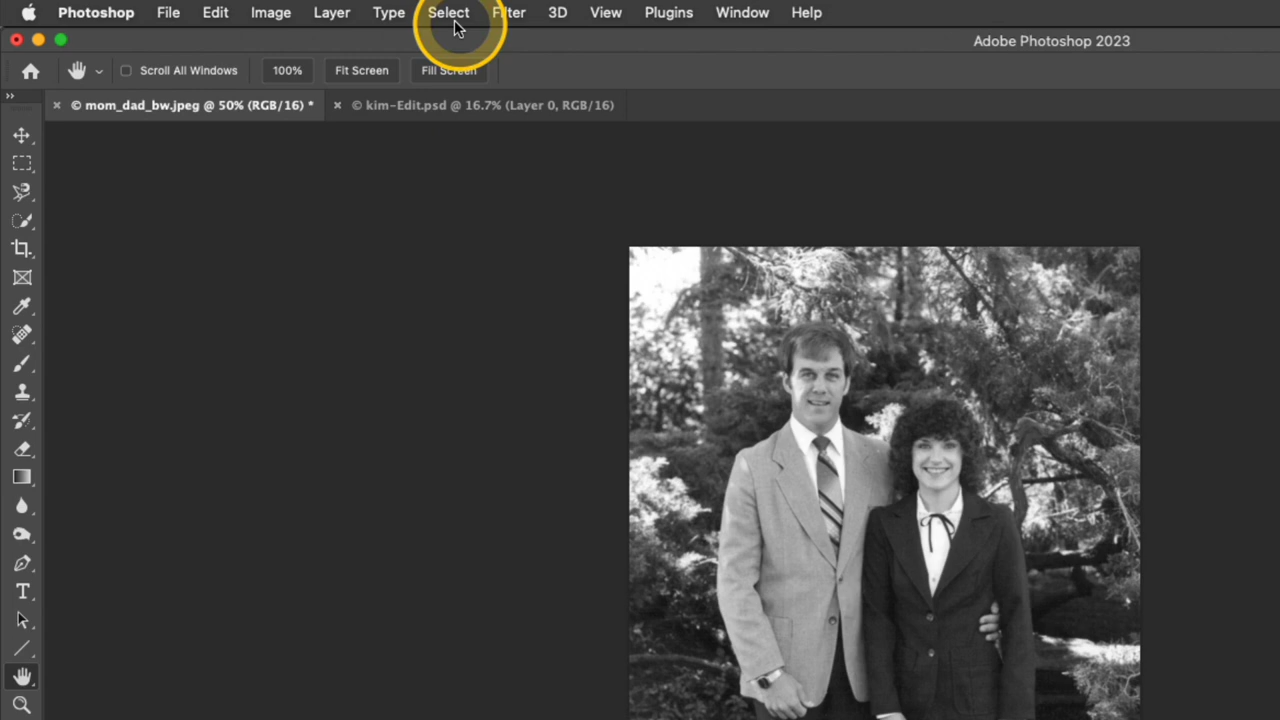 Photoshop File Edit Image Layer Type Select Filter 3D View Plugins Window Help
Adobe Photoshop 2023
Scroll All Windows 100% Fit Screen Fill Screen
© mom_dad_bw.jpeg @ 50% (RGB/16) * © kim-Edit.psd @ 16.7% (Layer 0, RGB/16)